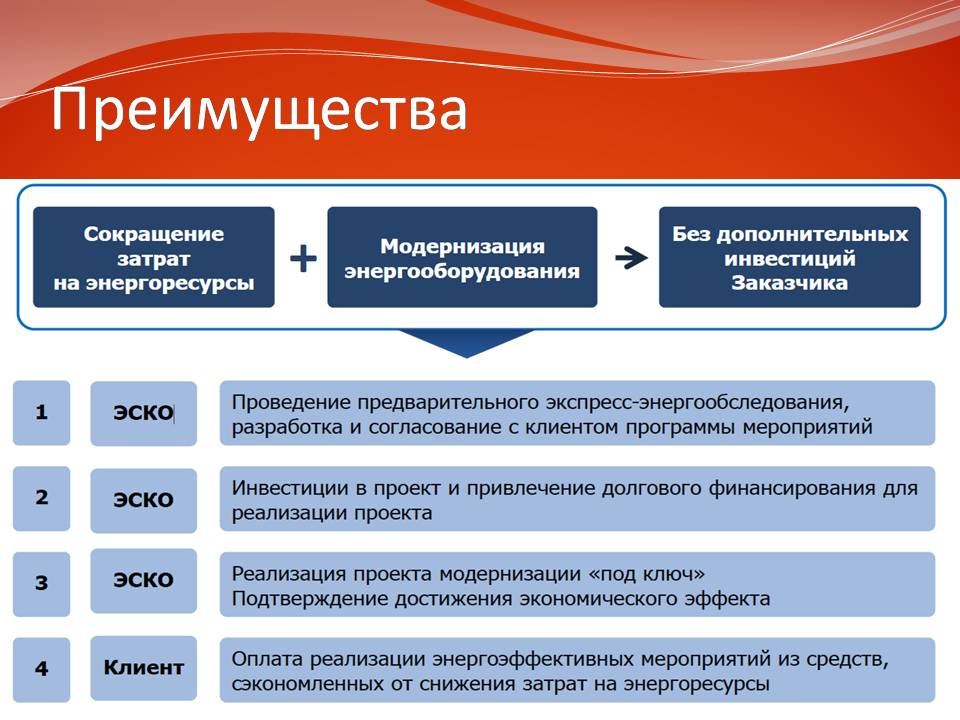 Преимущества
Сокращение
затрат
на энергоресурсы
+
Модернизация
энергооборудования
Без дополнительных
инвестиций
Заказчика
1
ЭСКО
Проведение предварительного экспресс-энергообследования,
разработка и согласование с клиентом программы мероприятий
2
ЭСКО
Инвестиции в проект и привлечение долгового финансирования для
реализации проекта
3
ЭСКО
Реализация проекта модернизации «под ключ»
Подтверждение достижения экономического эффекта
4
Клиент
Оплата реализации энергоэффективных мероприятий из средств,
сэкономленных от снижения затрат на энергоресурсы